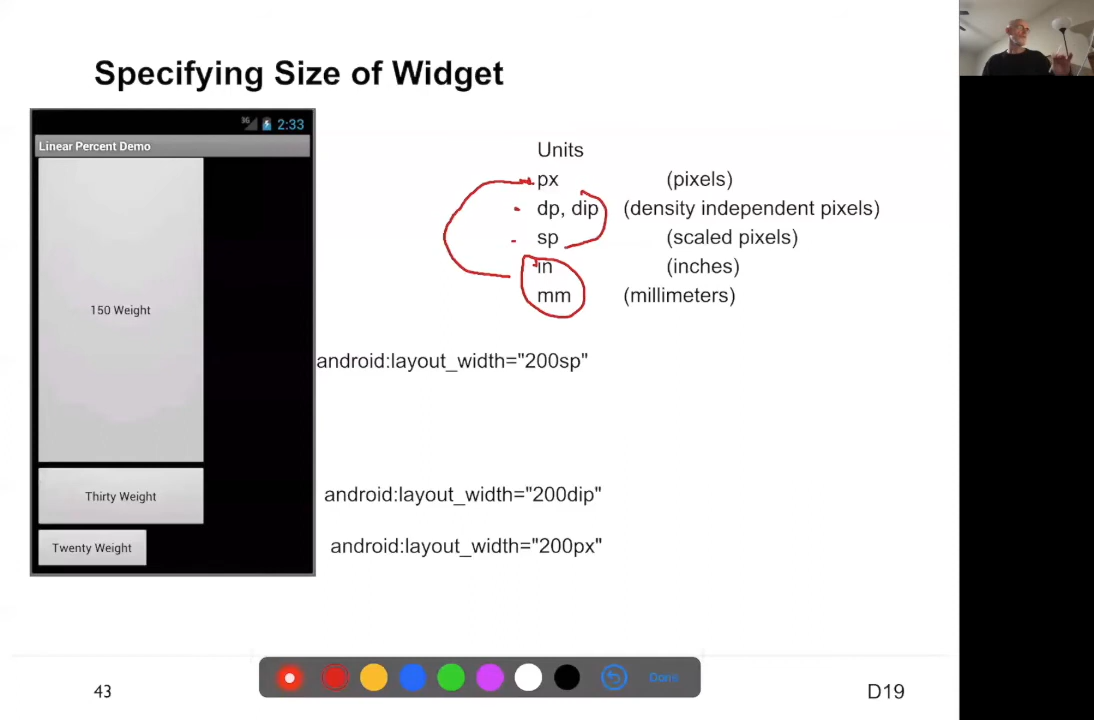 Specifying Size of Widget
3G 2:33
Linear Percent Demo
150 Weight
Thirty Weight
Twenty Weight
Units
px (pixels)
dp, dip (density independent pixels)
sp (scaled pixels)
in (inches)
mm (millimeters)
android:layout_width="200sp"
android:layout_width="200dip"
android:layout_width="200px"
Done
43
D19